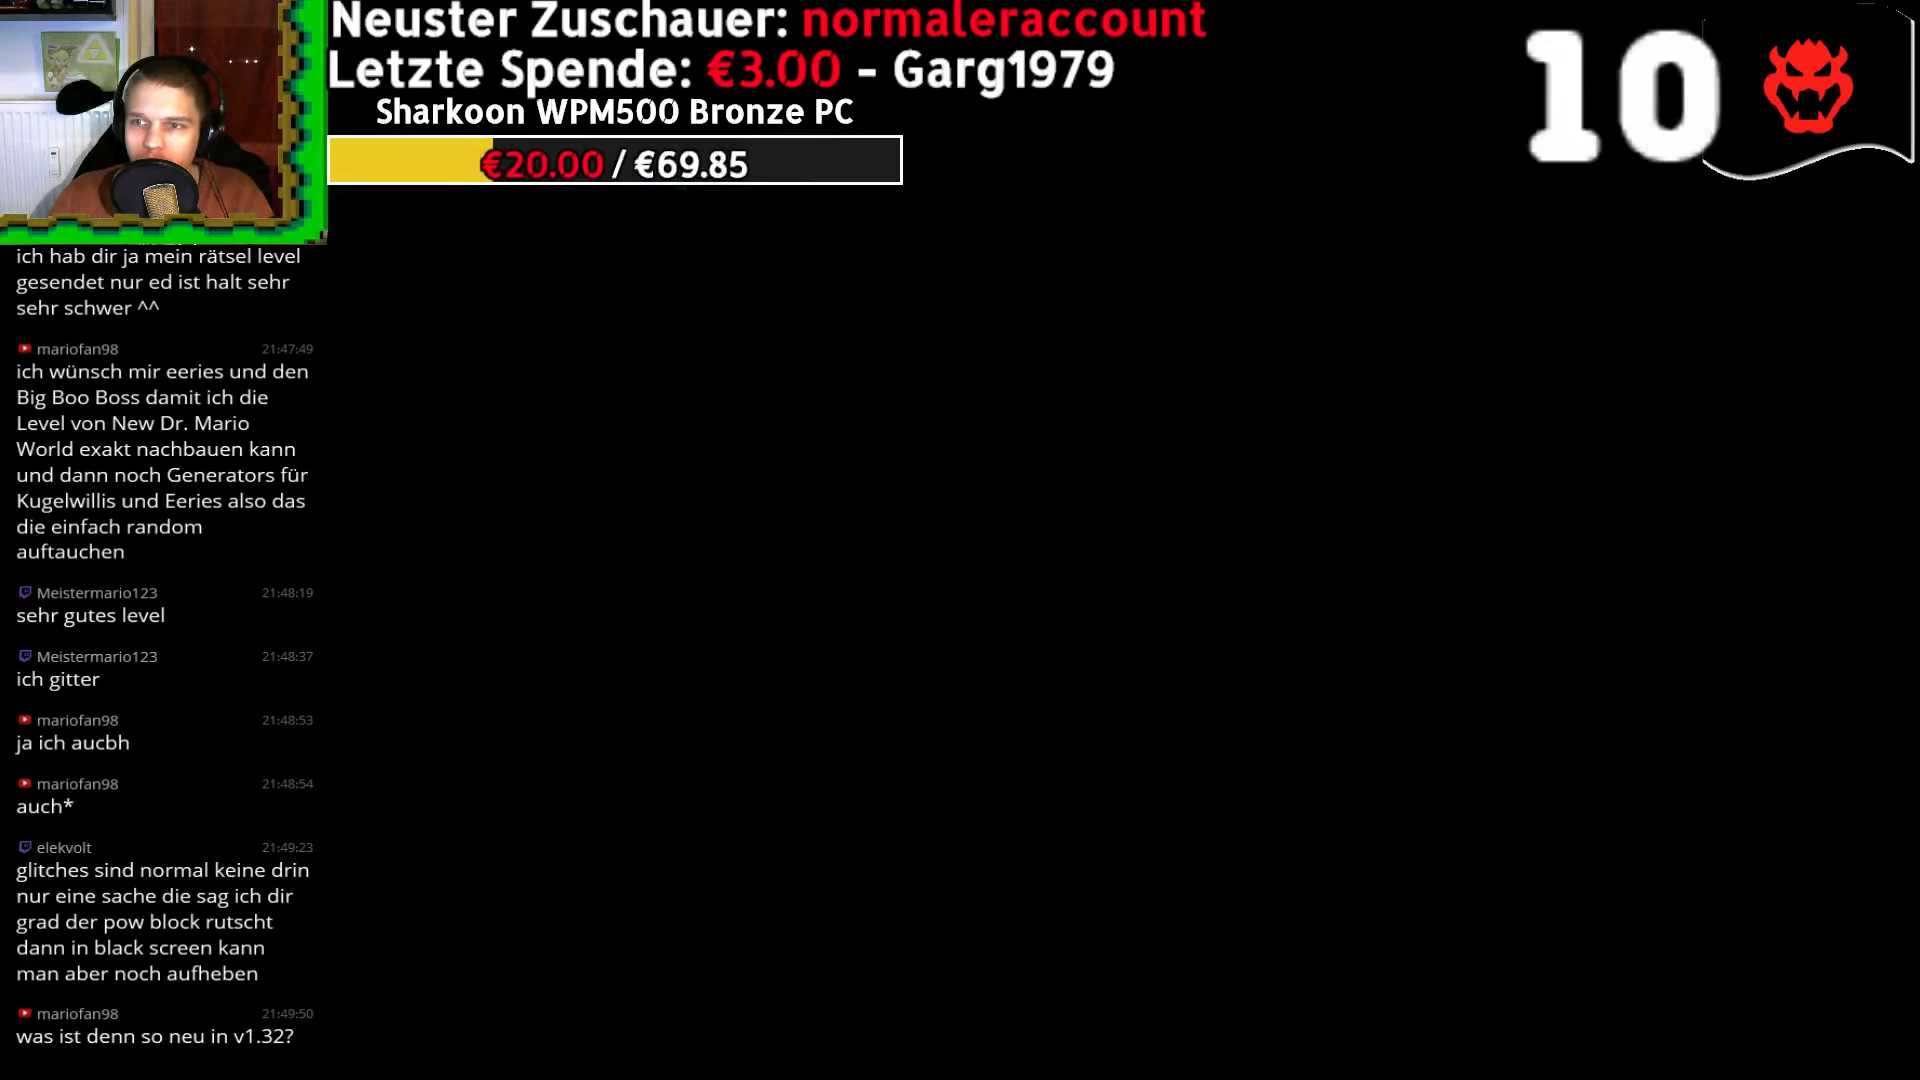 Neuster Zuschauer: normaleraccount
Letzte Spende: €3.00 - Garg1979
Sharkoon WPM500 Bronze PC
€20.00 / €69.85
10
ich hab dir ja mein rätsel level
gesendet nur ed ist halt sehr
sehr schwer ^^
mariofan98 21:47:49
ich wünsch mir eeries und den
Big Boo Boss damit ich die
Level von New Dr. Mario
World exakt nachbauen kann
und dann noch Generators für
Kugelwillis und Eeries also das
die einfach random
auftauchen
Meistermario123 21:48:19
sehr gutes level
Meistermario123 21:48:37
ich gitter
mariofan98 21:48:53
ja ich aucbh
mariofan98 21:48:54
auch*
elekvolt 21:49:23
glitches sind normal keine drin
nur eine sache die sag ich dir
grad der pow block rutscht
dann in black screen kann
man aber noch aufheben
mariofan98 21:49:50
was ist denn so neu in v1.32?